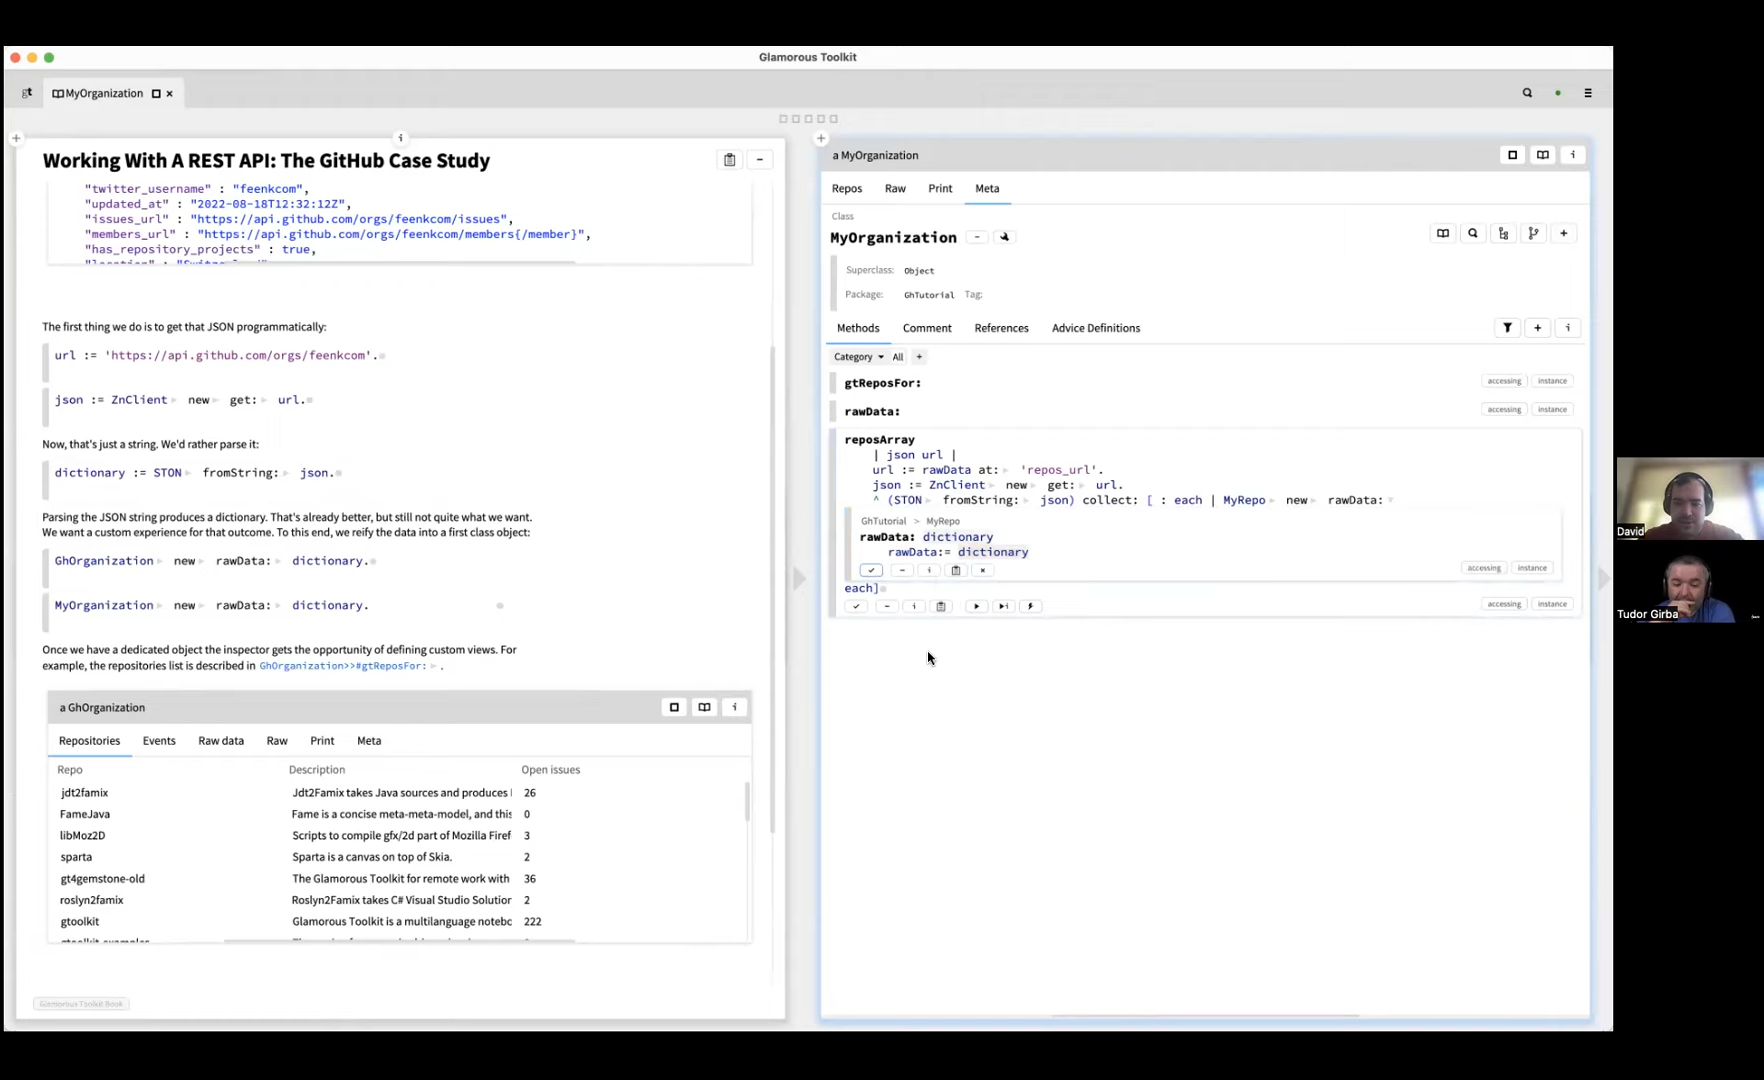 Glamorous Toolkit
gt
MyOrganization
Working With A REST API: The GitHub Case Study
"twitter_username" : "feenkcom",
"updated_at" : "2022-08-18T12:32:12Z",
"issues_url" : "https://api.github.com/orgs/feenkcom/issues",
"members_url" : "https://api.github.com/orgs/feenkcom/members{/member}",
"has_repository_projects" : true,
The first thing we do is to get that JSON programmatically:
url := 'https://api.github.com/orgs/feenkcom'.
json := ZnClient new get: url.
Now, that's just a string. We'd rather parse it:
dictionary := STON fromString: json.
Parsing the JSON string produces a dictionary. That's already better, but still not quite what we want.
We want a custom experience for that outcome. To this end, we reify the data into a first class object:
GhOrganization new rawData: dictionary.
MyOrganization new rawData: dictionary.
Once we have a dedicated object the inspector gets the opportunity of defining custom views. For
example, the repositories list is described in GhOrganization>>#gtReposFor: .
a GhOrganization
i
Repositories Events Raw data Raw Print Meta
Repo Description Open issues
jdt2famix Jdt2Famix takes Java sources and produces 26
FameJava Fame is a concise meta-meta-model, and this 0
libMoz2D Scripts to compile gfx/2d part of Mozilla Firef 3
sparta Sparta is a canvas on top of Skia. 2
gt4gemstone-old The Glamorous Toolkit for remote work with 36
roslyn2famix Roslyn2Famix takes C# Visual Studio Solution 2
gtoolkit Glamorous Toolkit is a multilanguage notebo 222
Glamorous Toolkit Book
a MyOrganization
i
Repos Raw Print Meta
Class
MyOrganization
Superclass: Object
Package: GhTutorial Tag:
Methods Comment References Advice Definitions
i
Category All +
gtReposFor: accessing instance
rawData: accessing instance
reposArray
| json url |
url := rawData at: 'repos_url'.
json := ZnClient new get: url.
^ (STON fromString: json) collect: [ : each | MyRepo new rawData:
GhTutorial > MyRepo
rawData: dictionary
rawData:= dictionary
i accessing instance
each]
i accessing instance
David
Tudor Girba